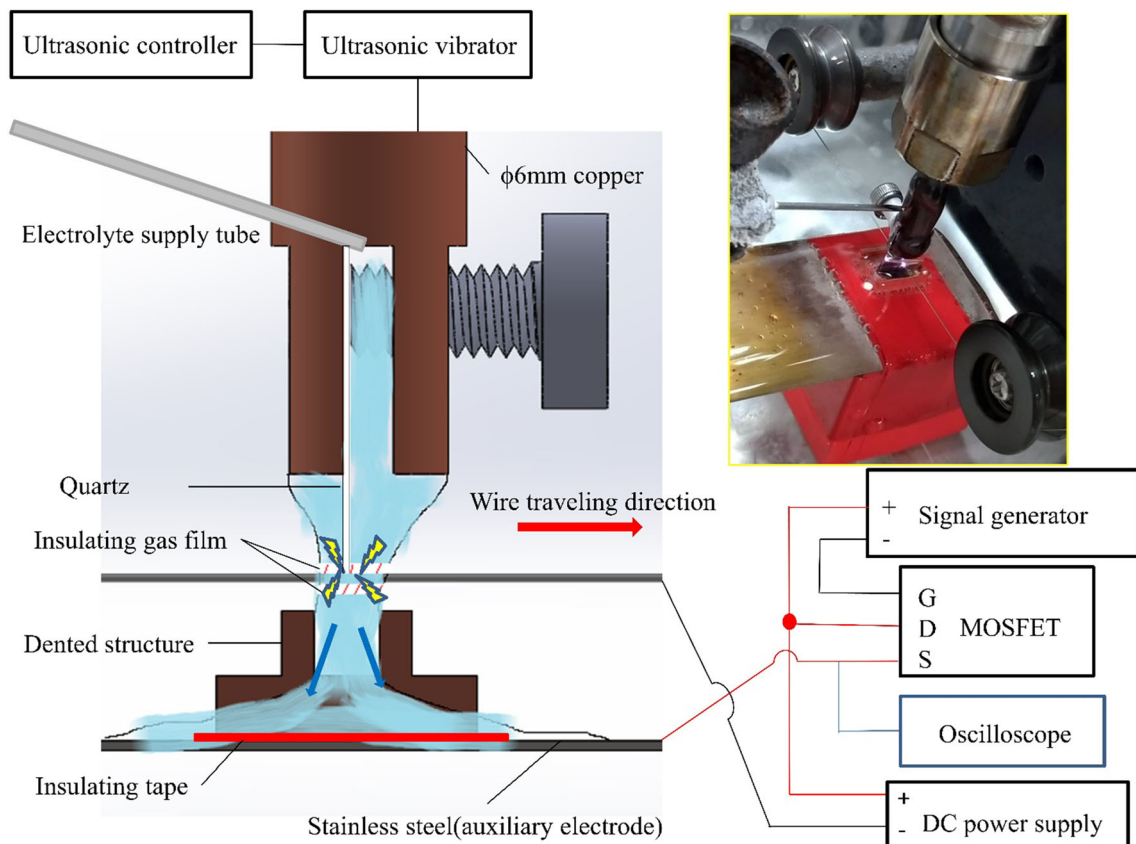 Ultrasonic controller
Ultrasonic vibrator
ϕ6mm copper
Electrolyte supply tube
Quartz
Wire traveling direction
Insulating gas film
Dented structure
Insulating tape
Stainless steel(auxiliary electrode)
+
Signal generator
-
G
D
MOSFET
S
Oscilloscope
+
DC power supply
-